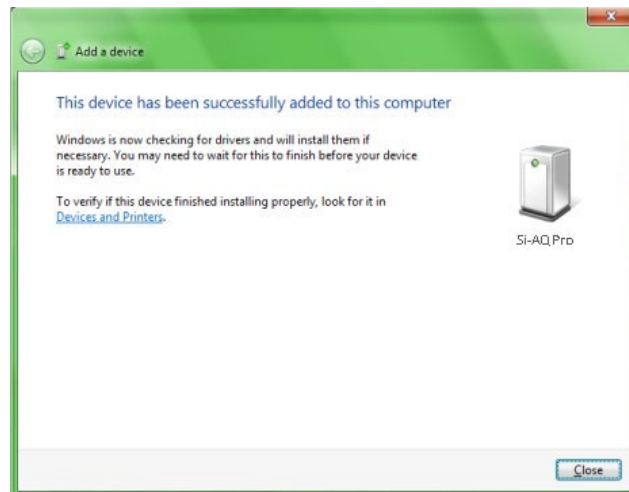 Add a device
This device has been successfully added to this computer
Windows is now checking for drivers and will install them if
necessary. You may need to wait for this to finish before your device
is ready to use.
To verify if this device finished installing properly, look for it in
Devices and Printers.
Si-AQ Pro
Close